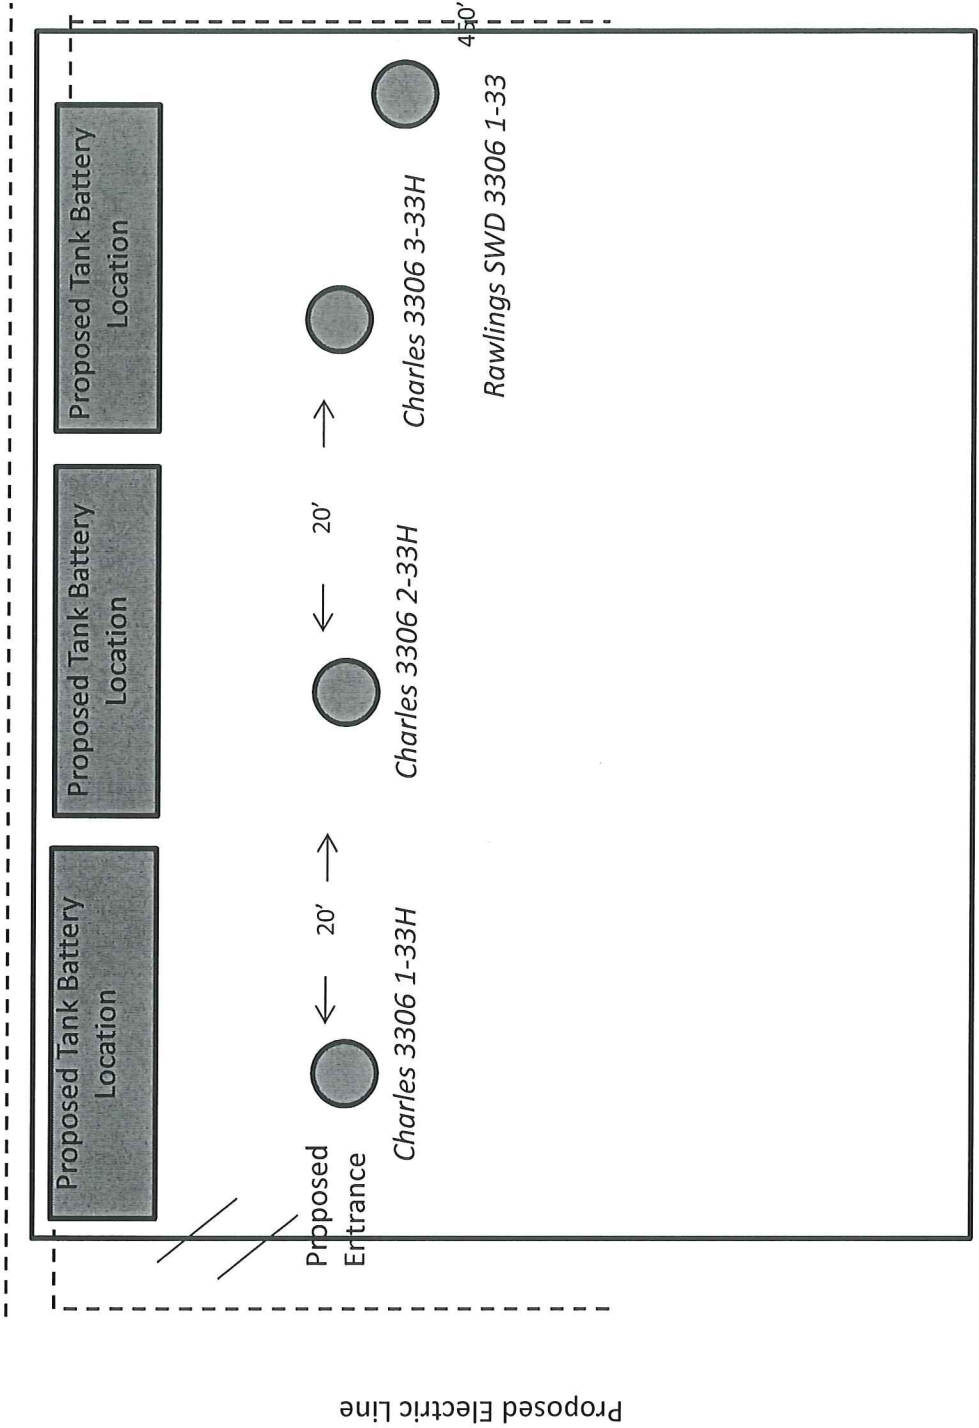 Proposed Tank Battery
Location
Proposed Tank Battery
Location
Proposed Tank Battery
Location
Proposed
Entrance
20'
20'
Charles 3306 1-33H
Charles 3306 2-33H
Charles 3306 3-33H
Rawlings SWD 3306 1-33
450'
Proposed Electric Line